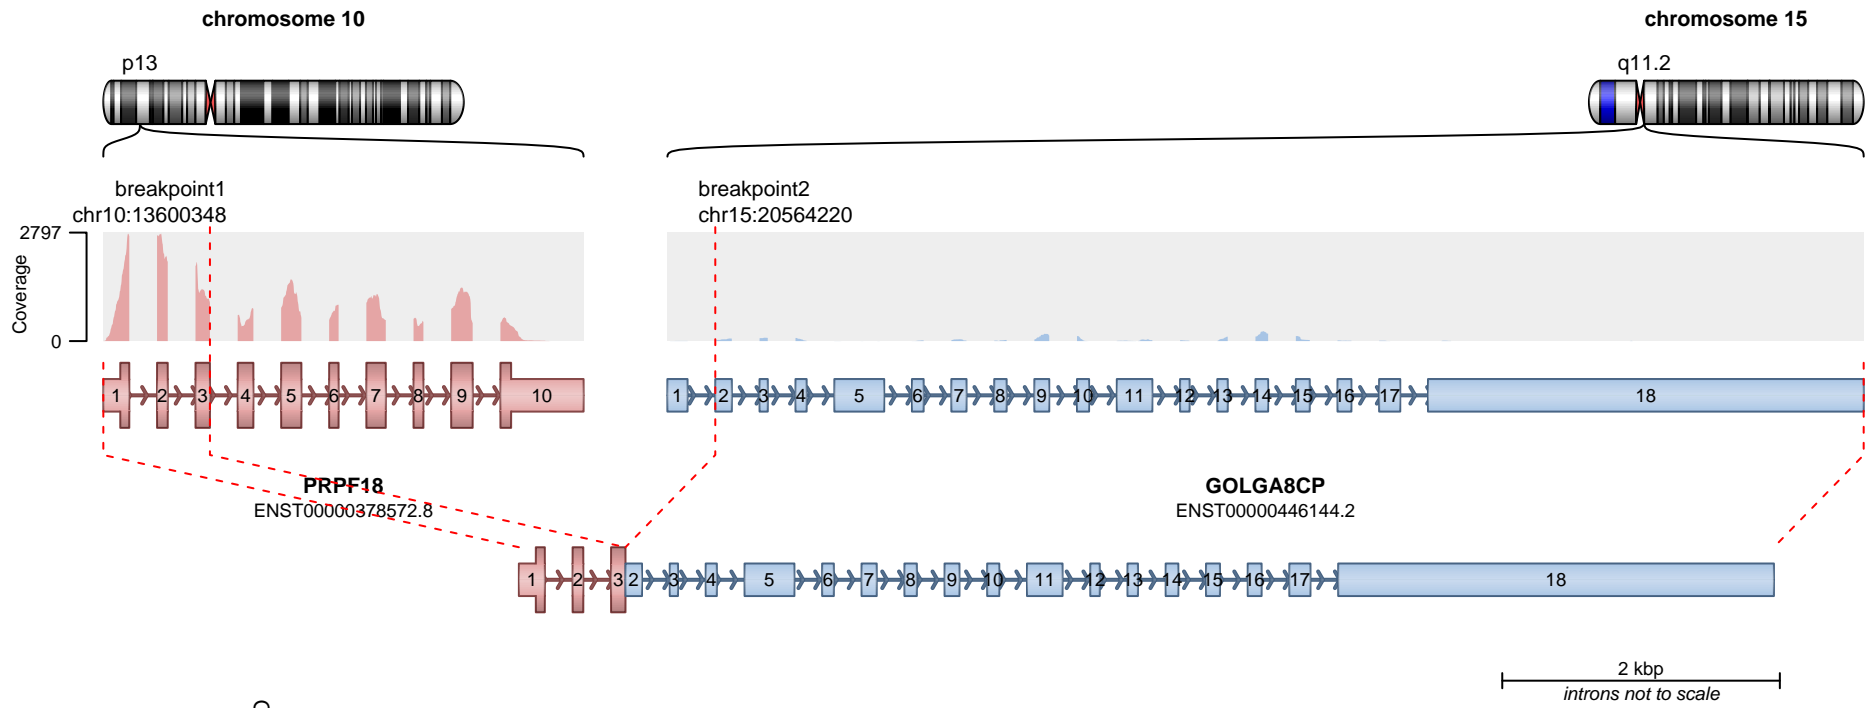 chromosome 10
chromosome 15
p13
q11.2
breakpoint1
chr10:13600348
breakpoint2
chr15:20564220
2797
Coverage
0
1 2 3 4 5 6 7 8 9 10
1 2 3 4 5 6 7 8 9 10 11 12 13 14 15 16 17 18
PRPF18
ENST00000378572.8
GOLGA8CP
ENST00000446144.2
1 2 3 2 3 4 5 6 7 8 9 10 11 12 13 14 15 16 17 18
2 kbp
introns not to scale